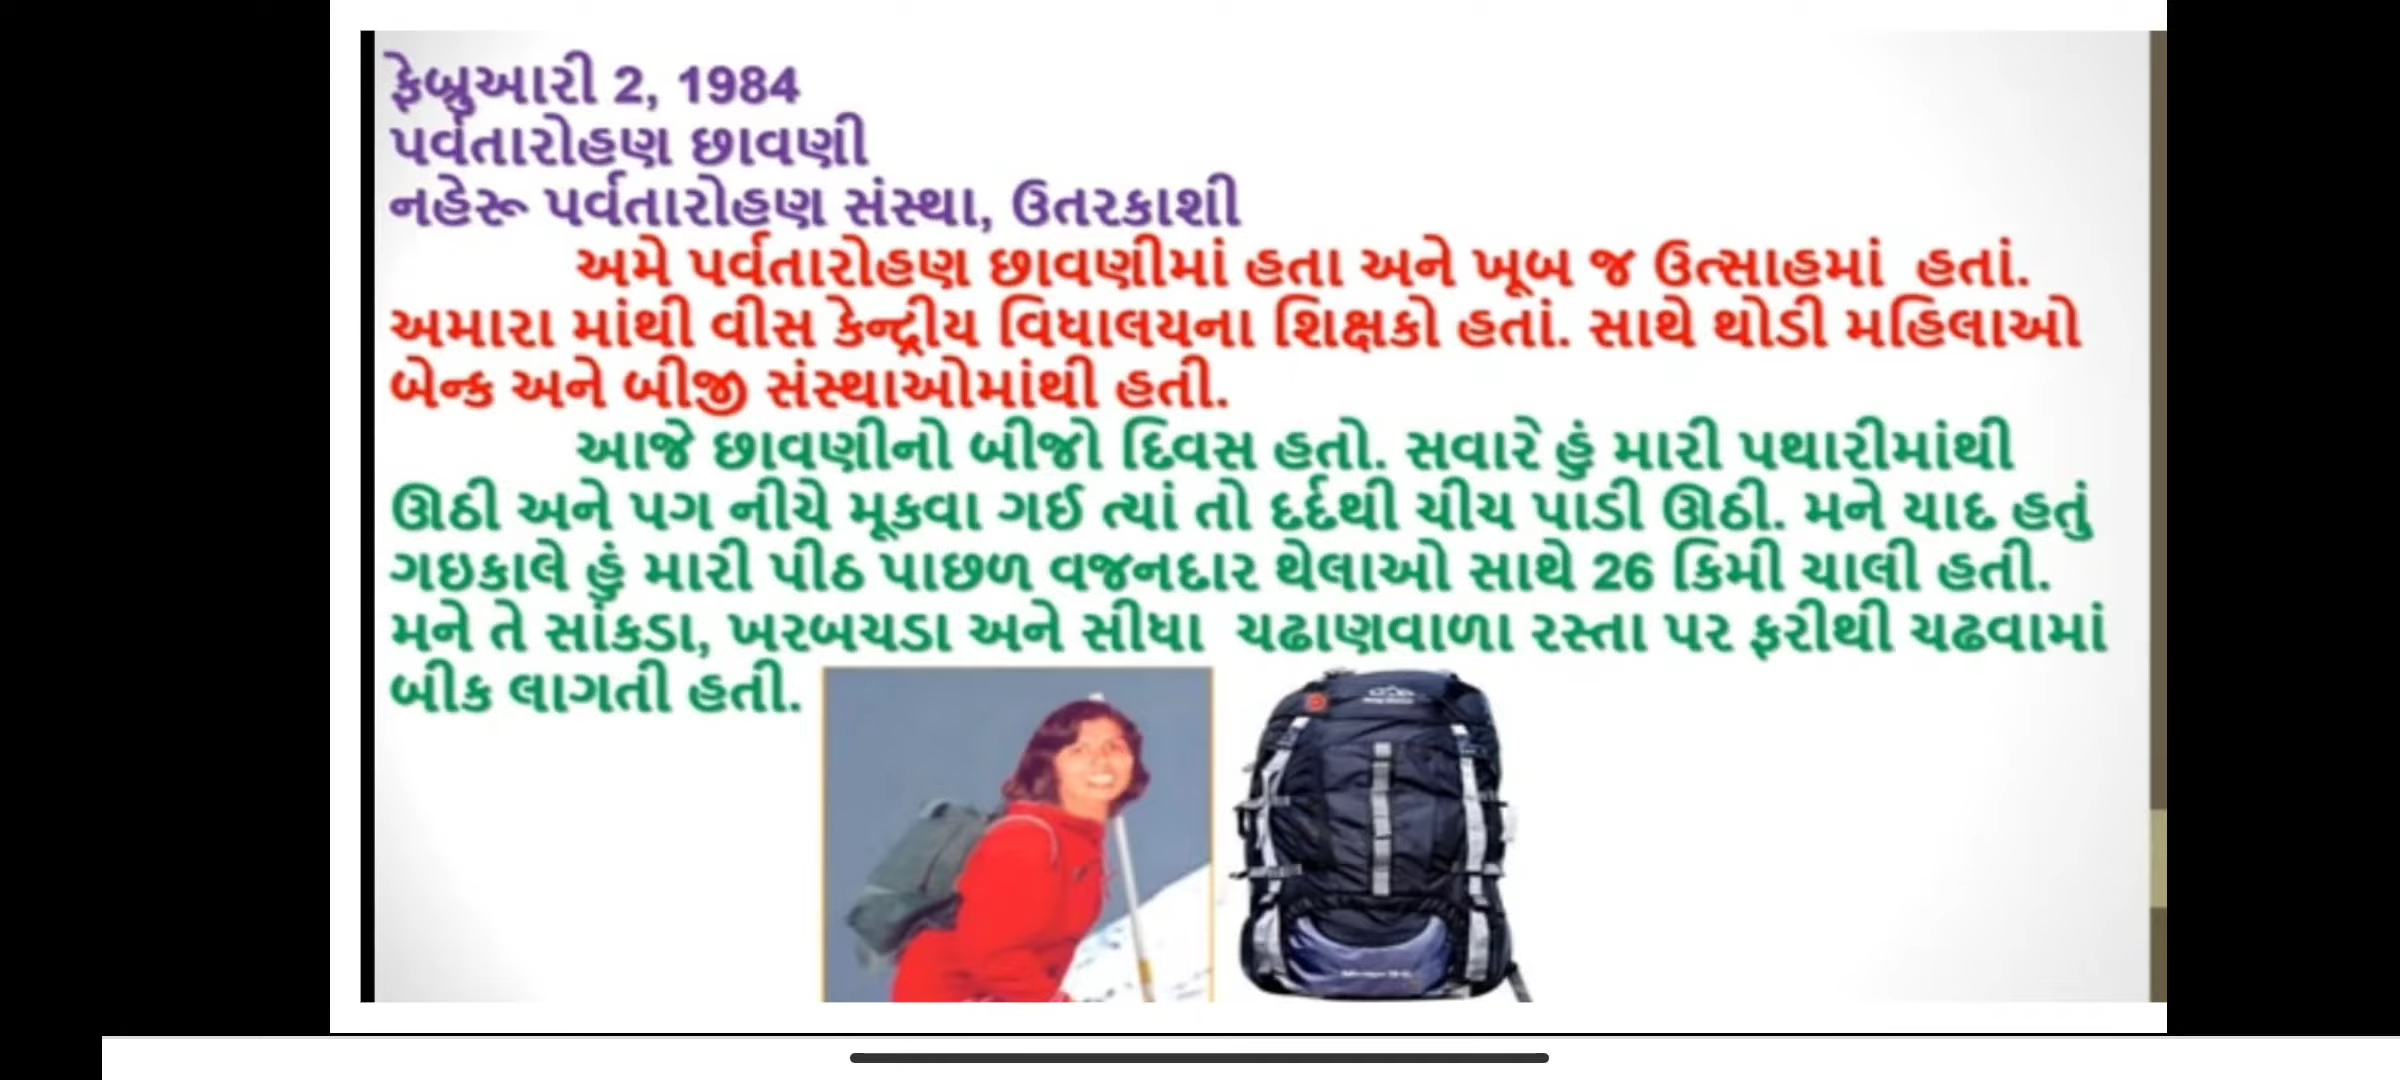 ફેબ્રુઆરી 2, 1984
પર્વતારોહણ છાવણી
નહેરૂ પર્વતારોહણ સંસ્થા, ઉતરકાશી
અમે પર્વતારોહણ છાવણીમાં હતા અને ખૂબ જ ઉત્સાહમાં હતાં.
અમારા માંથી વીસ કેન્દ્રીય વિધાલયના શિક્ષકો હતાં. સાથે થોડી મહિલાઓ
બેન્ક અને બીજી સંસ્થાઓમાંથી હતી.
આજે છાવણીનો બીજો દિવસ હતો. સવારે હું મારી પથારીમાંથી
ઊઠી અને પગ નીચે મૂકવા ગઈ ત્યાં તો દર્દથી ચીચ પાડી ઊઠી. મને યાદ હતું
ગઇકાલે હું મારી પીઠ પાછળ વજનદાર થેલાઓ સાથે 26 કિમી ચાલી હતી.
મને તે સાંકડા, ખરબચડા અને સીધા ચઢાણવાળા રસ્તા પર ફરીથી ચઢવામાં
બીક લાગતી હતી.